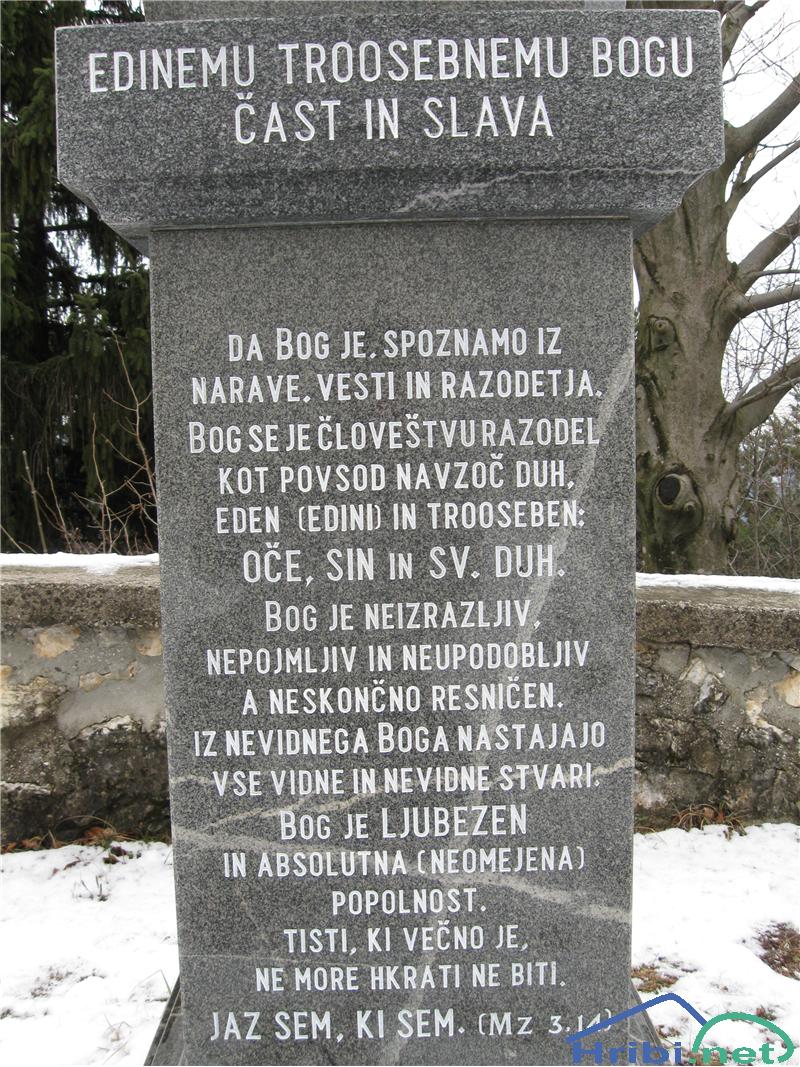 EDINEMU TROOSEBNEMU BOGU
ČAST IN SLAVA
DA BOG JE, SPOZNAMO IZ
NARAVE, VESTI IN RAZODETJA.
BOG SE JE ČLOVEŠTVU RAZODEL
KOT POVSOD NAVZOČ DUH,
EDEN (EDINI) IN TROOSEBEN:
OČE, SIN IN SV. DUH.
BOG JE NEIZRAZLJIV,
NEPOJMLJIV IN NEUPODOBLJIV
A NESKONČNO RESNIČEN.
IZ NEVIDNEGA BOGA NASTAJAJO
VSE VIDNE IN NEVIDNE STVARI.
BOG JE LJUBEZEN
IN ABSOLUTNA (NEOMEJENA)
POPOLNOST.
TISTI, KI VEČNO JE,
NE MORE HKRATI NE BITI.
JAZ SEM, KI SEM. (MZ 3.14)
Hribi.net